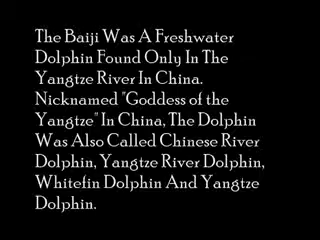 The Baiji Was A Freshwater
Dolphin Found Only In The
Yangtze River In China.
Nicknamed "Goddess of the
Yangtze" In China, The Dolphin
Was Also Called Chinese River
Dolphin, Yangtze River Dolphin,
Whitefin Dolphin And Yangtze
Dolphin.